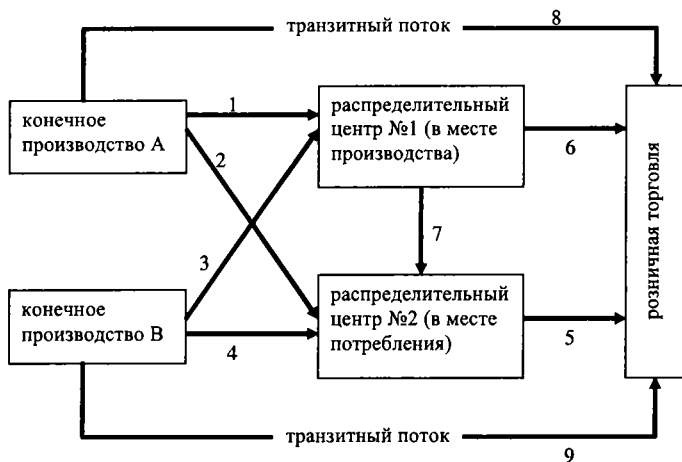 8
транзитный поток
1
конечное
производство А
распределительный
центр №1 (в месте
производства)
6
2
розничная торговля
7
3
конечное
производство В
распределительный
центр №2 (в месте
потребления)
4
5
транзитный поток
9